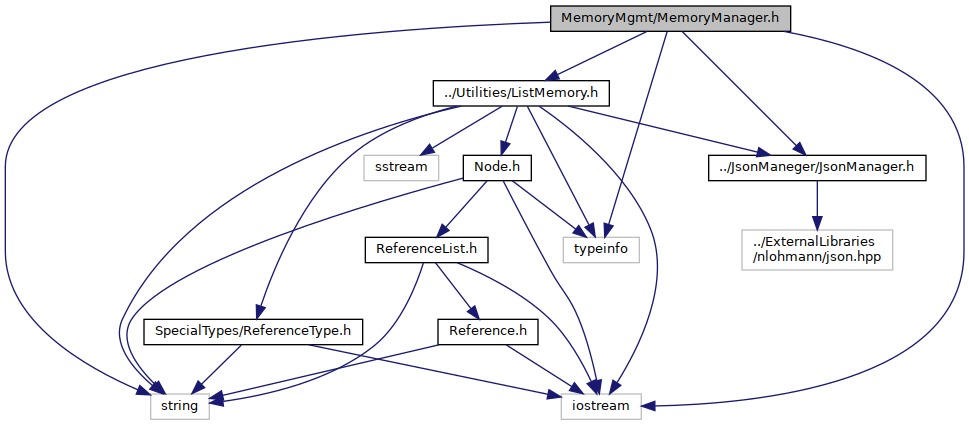 MemoryMgmt/MemoryManager.h
../Utilities/ListMemory.h
sstream
Node.h
../JsonManeger/JsonManager.h
ReferenceList.h
typeinfo
../ExternalLibraries
/nlohmann/json.hpp
SpecialTypes/ReferenceType.h
Reference.h
string
iostream